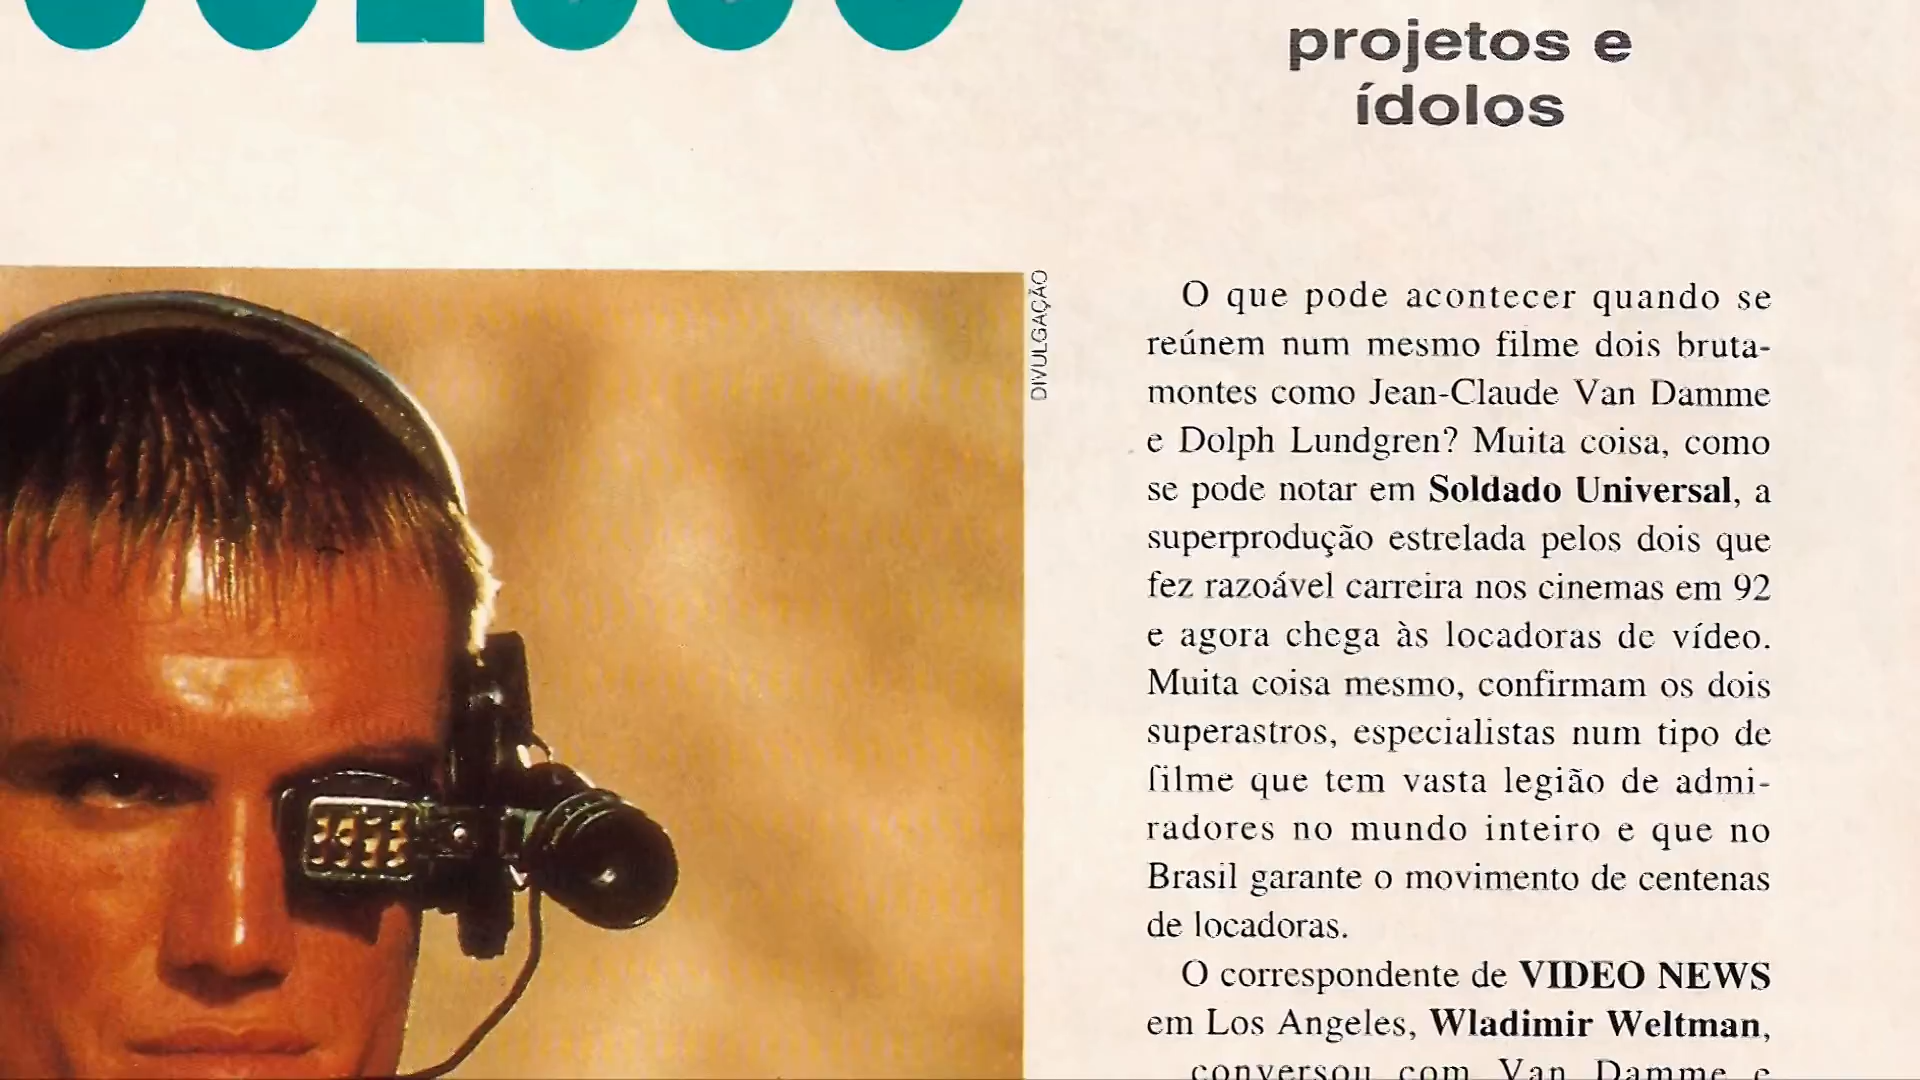 projetos e
ídolos
DIVULGAÇÃO
O que pode acontecer quando se
reúnem num mesmo filme dois bruta-
montes como Jean-Claude Van Damme
e Dolph Lundgren? Muita coisa, como
se pode notar em Soldado Universal, a
superprodução estrelada pelos dois que
fez razoável carreira nos cinemas em 92
e agora chega às locadoras de vídeo.
Muita coisa mesmo, confirmam os dois
superastros, especialistas num tipo de
filme que tem vasta legião de admi-
radores no mundo inteiro e que no
Brasil garante o movimento de centenas
de locadoras.
O correspondente de VIDEO NEWS
em Los Angeles, Wladimir Weltman,
conversou com Van Damme e